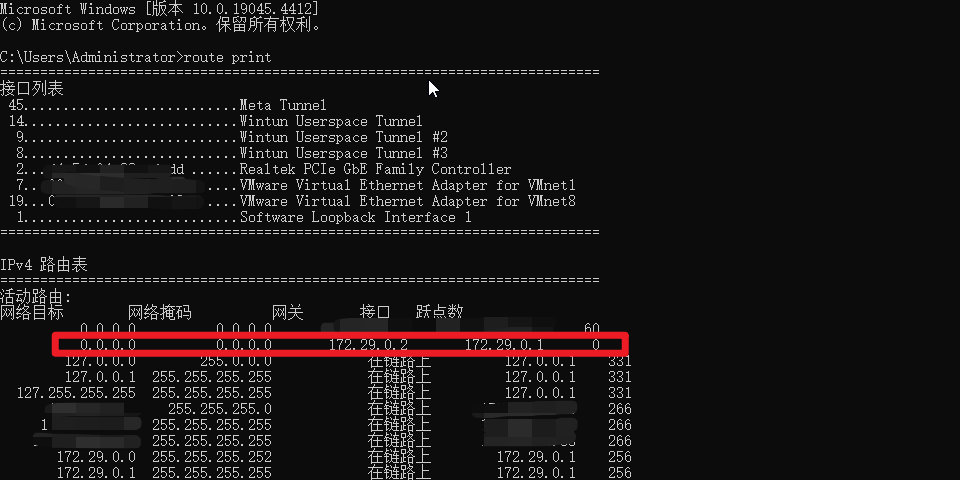 Microsoft Windows [版本 10.0.19045.4412]
(c) Microsoft Corporation。保留所有权利。
C:\Users\Administrator>route print
===========================================================================
接口列表
45...........................Meta Tunnel
14...........................Wintun Userspace Tunnel
9...........................Wintun Userspace Tunnel #2
8...........................Wintun Userspace Tunnel #3
2... dd ......Realtek PCIe GbE Family Controller
7... ......VMware Virtual Ethernet Adapter for VMnet1
19... ......VMware Virtual Ethernet Adapter for VMnet8
1...........................Software Loopback Interface 1
===========================================================================
IPv4 路由表
===========================================================================
活动路由:
网络目标 网络掩码 网关 接口 跃点数
0.0.0.0 0.0.0.0 60
0.0.0.0 0.0.0.0 172.29.0.2 172.29.0.1 0
127.0.0.0 255.0.0.0 在链路上 127.0.0.1 331
127.0.0.1 255.255.255.255 在链路上 127.0.0.1 331
127.255.255.255 255.255.255.255 在链路上 127.0.0.1 331
255.255.255.0 在链路上 266
1 255.255.255.255 在链路上 266
255.255.255.255 在链路上 266
172.29.0.0 255.255.255.252 在链路上 172.29.0.1 256
172.29.0.1 255.255.255.255 在链路上 172.29.0.1 256